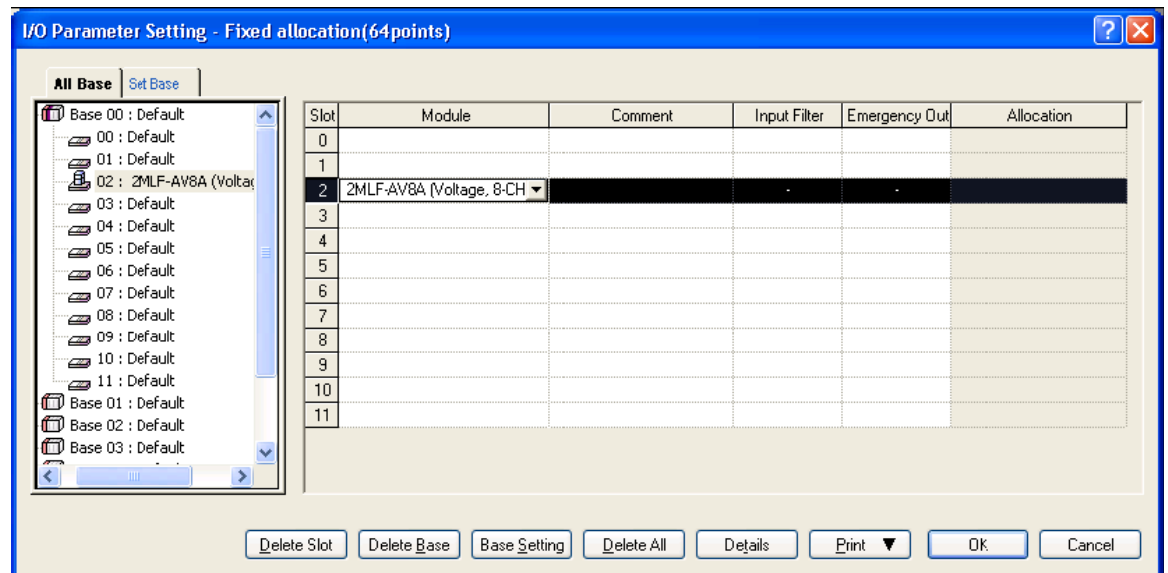 I/O Parameter Setting - Fixed allocation(64points)
All Base Set Base
Base 00 : Default
00 : Default
01 : Default
02 : 2MLF-AV8A (Voltag
03 : Default
04 : Default
05 : Default
06 : Default
07 : Default
08 : Default
09 : Default
10 : Default
11 : Default
Base 01 : Default
Base 02 : Default
Base 03 : Default
Slot Module Comment Input Filter Emergency Out Allocation
0
1
2 2MLF-AV8A (Voltage, 8-CH - -
3
4
5
6
7
8
9
10
11
Delete Slot Delete Base Base Setting Delete All Details Print ▼ OK Cancel